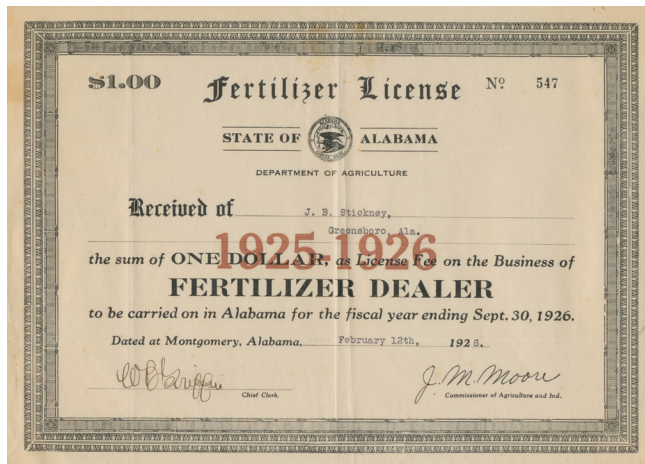 $1.00 Fertilizer License Nº 547
STATE OF ALABAMA
DEPARTMENT OF AGRICULTURE
Received of J. B. Stickney,
Greensboro, Ala.
1925-1926
the sum of ONE DOLLAR, as License Fee on the Business of
FERTILIZER DEALER
to be carried on in Alabama for the fiscal year ending Sept. 30, 1926.
Dated at Montgomery, Alabama, February 12th, 1926.
W B Griffin J. M. Moore
Chief Clerk. Commissioner of Agriculture and Ind.